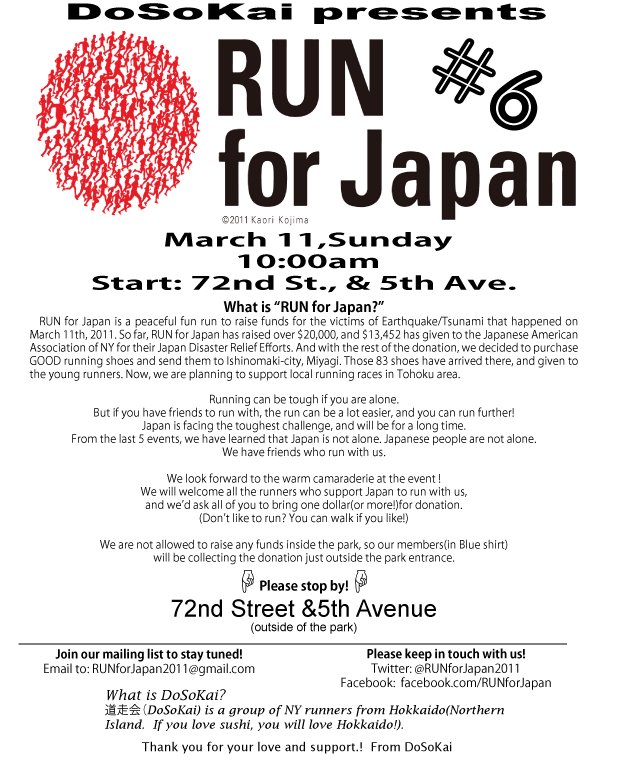 DoSoKai presents
RUN #6
for Japan
©2011 Kaori Kojima
March 11,Sunday
10:00am
Start: 72nd St., & 5th Ave.
What is “RUN for Japan?”
RUN for Japan is a peaceful fun run to raise funds for the victims of Earthquake/Tsunami that happened on
March 11th, 2011. So far, RUN for Japan has raised over $20,000, and $13,452 has given to the Japanese American
Association of NY for their Japan Disaster Relief Efforts. And with the rest of the donation, we decided to purchase
GOOD running shoes and send them to Ishinomaki-city, Miyagi. Those 83 shoes have arrived there, and given to
the young runners. Now, we are planning to support local running races in Tohoku area.
Running can be tough if you are alone.
But if you have friends to run with, the run can be a lot easier, and you can run further!
Japan is facing the toughest challenge, and will be for a long time.
From the last 5 events, we have learned that Japan is not alone. Japanese people are not alone.
We have friends who run with us.
We look forward to the warm camaraderie at the event !
We will welcome all the runners who support Japan to run with us,
and we’d ask all of you to bring one dollar(or more!)for donation.
(Don’t like to run? You can walk if you like!)
We are not allowed to raise any funds inside the park, so our members(in Blue shirt)
will be collecting the donation just outside of the park entrance.
Please stop by!
72nd Street &5th Avenue
(outside of the park)
Join our mailing list to stay tuned!
Email to: RUNforJapan2011@gmail.com
Please keep in touch with us!
Twitter: @RUNforJapan2011
Facebook: facebook.com/RUNforJapan
What is DoSoKai?
道走会(DoSoKai) is a group of NY runners from Hokkaido(Northern
Island. If you love sushi, you will love Hokkaido!).
Thank you for your love and support.! From DoSoKai